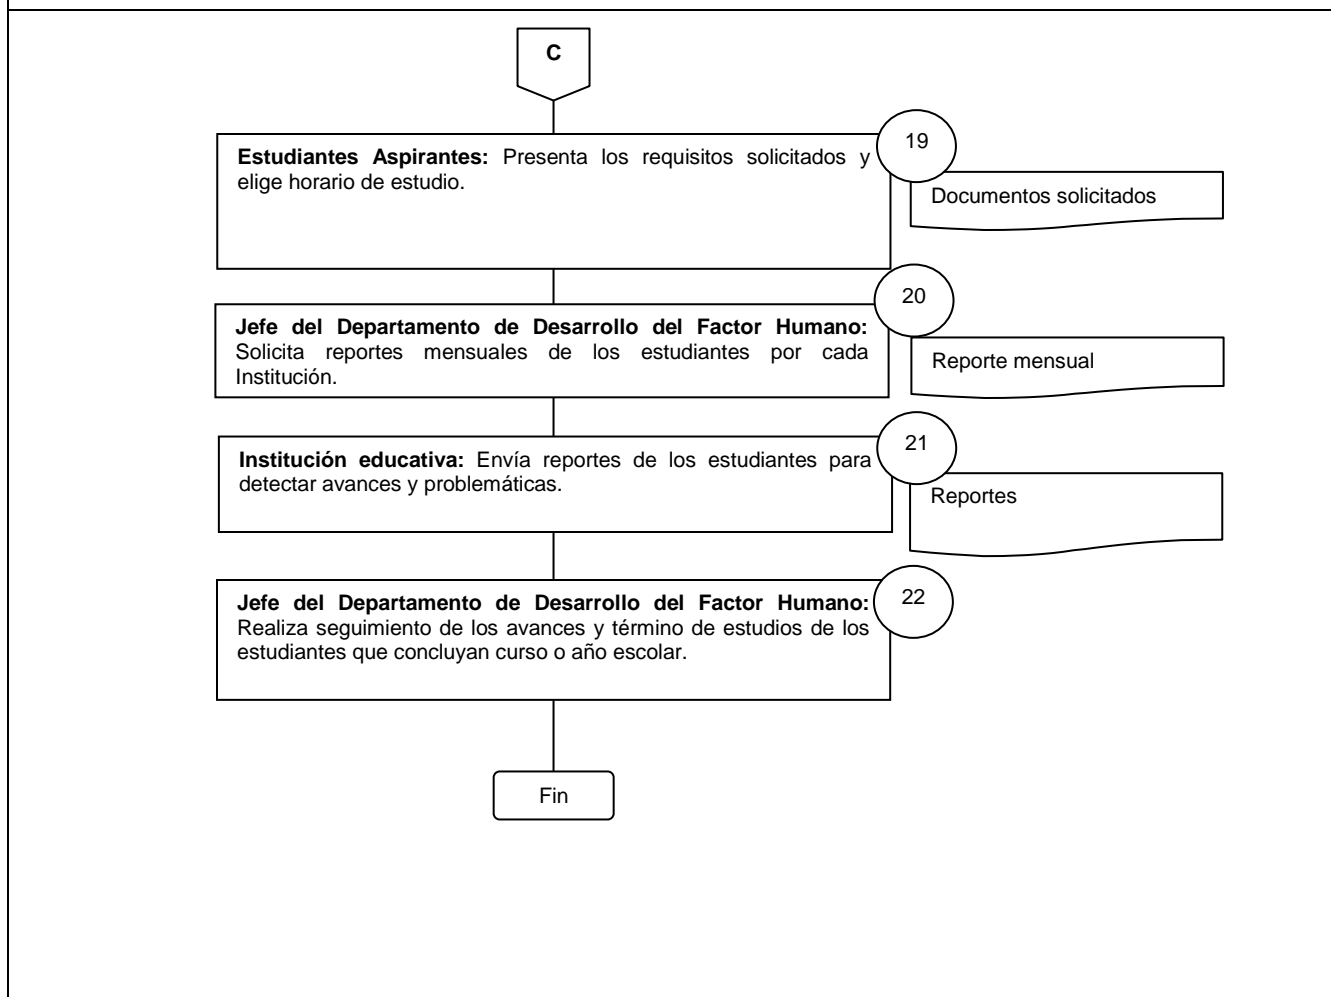 C
19
Estudiantes Aspirantes: Presenta los requisitos solicitados y
elige horario de estudio.
Documentos solicitados
20
Jefe del Departamento de Desarrollo del Factor Humano:
Solicita reportes mensuales de los estudiantes por cada
Institución.
Reporte mensual
21
Institución educativa: Envía reportes de los estudiantes para
detectar avances y problemáticas.
Reportes
22
Jefe del Departamento de Desarrollo del Factor Humano:
Realiza seguimiento de los avances y término de estudios de los
estudiantes que concluyan curso o año escolar.
Fin